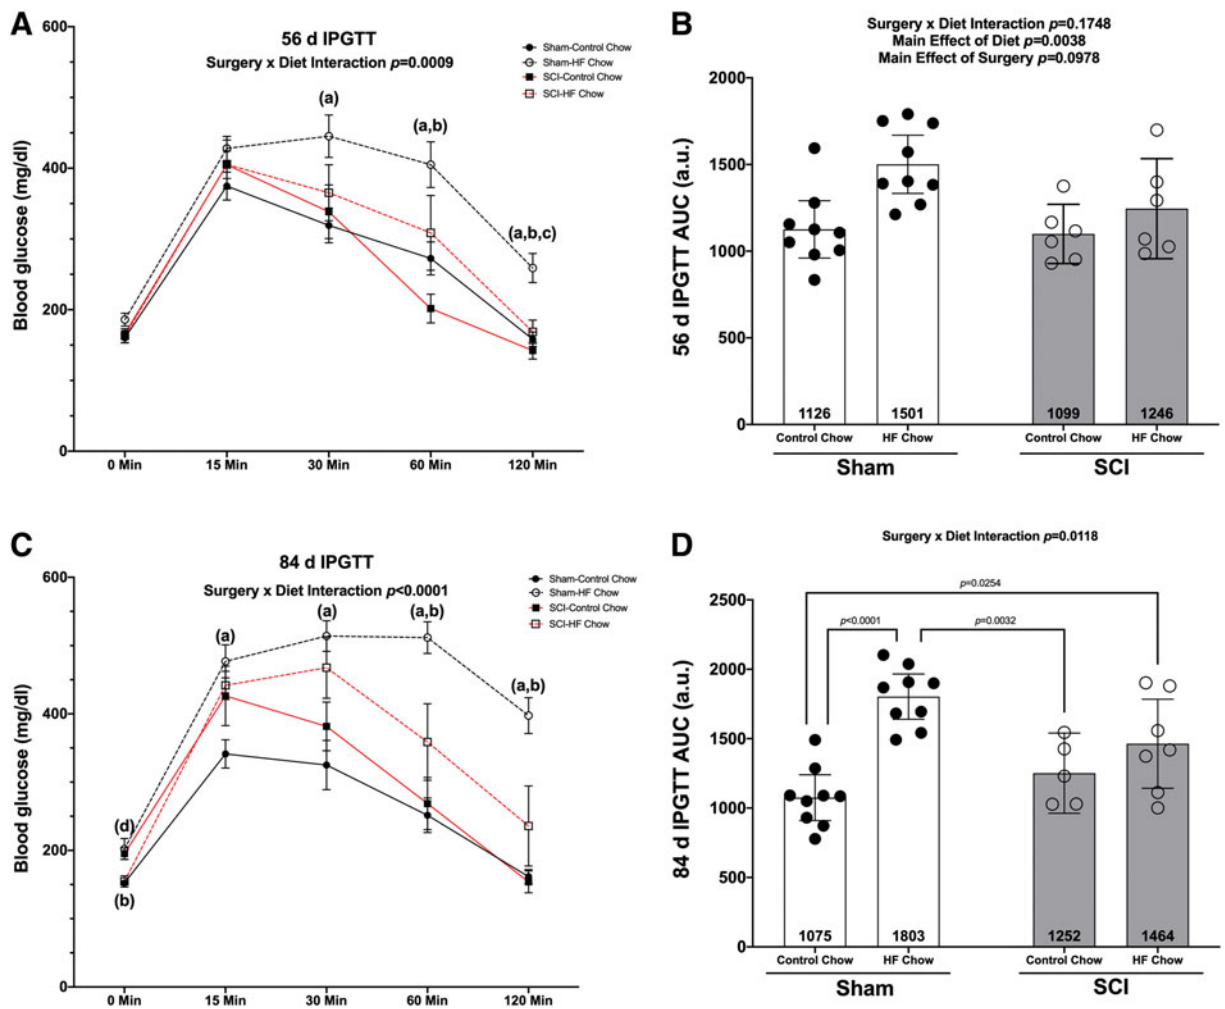 A
56 d IPGTT
Surgery x Diet Interaction p=0.0009
Sham-Control Chow
Sham-HF Chow
SCI-Control Chow
SCI-HF Chow
Blood glucose (mg/dl)
600
400
200
0
(a)
(a,b)
(a,b,c)
0 Min
15 Min
30 Min
60 Min
120 Min
B
Surgery x Diet Interaction p=0.1748
Main Effect of Diet p=0.0038
Main Effect of Surgery p=0.0978
56 d IPGTT AUC (a.u.)
2000
1500
1000
500
0
1126
1501
1099
1246
Control Chow
HF Chow
Control Chow
HF Chow
Sham
SCI
C
84 d IPGTT
Surgery x Diet Interaction p<0.0001
Sham-Control Chow
Sham-HF Chow
SCI-Control Chow
SCI-HF Chow
Blood glucose (mg/dl)
600
400
200
0
(d)
(b)
(a)
(a)
(a,b)
(a,b)
0 Min
15 Min
30 Min
60 Min
120 Min
D
Surgery x Diet Interaction p=0.0118
p=0.0254
p<0.0001
p=0.0032
84 d IPGTT AUC (a.u.)
2500
2000
1500
1000
500
0
1075
1803
1252
1464
Control Chow
HF Chow
Control Chow
HF Chow
Sham
SCI